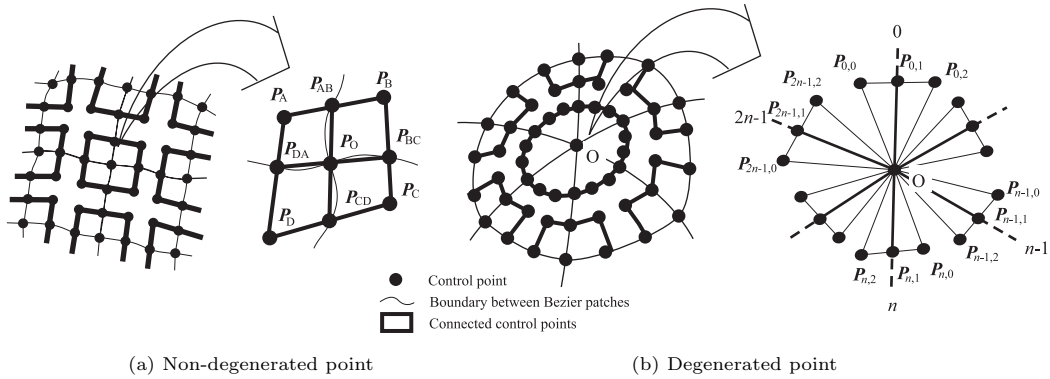 P_A
P_AB
P_B
P_DA
P_O
P_BC
P_D
P_CD
P_C
O
0
P_0,0
P_0,1
P_0,2
P_2n-1,2
2n-1
P_2n-1,1
P_2n-1,0
O
P_n-1,0
P_n-1,1
P_n-1,2
n-1
P_n,2
P_n,1
P_n,0
n
Control point
Boundary between Bezier patches
Connected control points
(a) Non-degenerated point
(b) Degenerated point